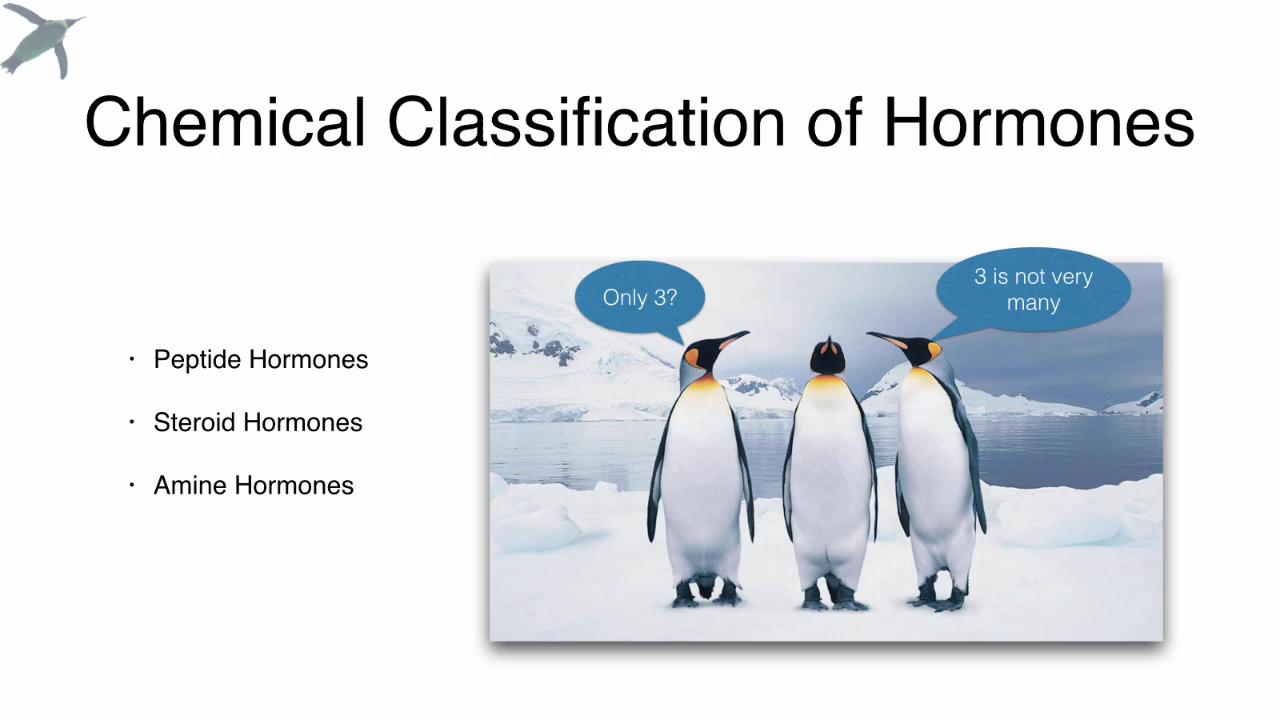 Chemical Classification of Hormones
• Peptide Hormones
• Steroid Hormones
• Amine Hormones
Only 3?
3 is not very
many